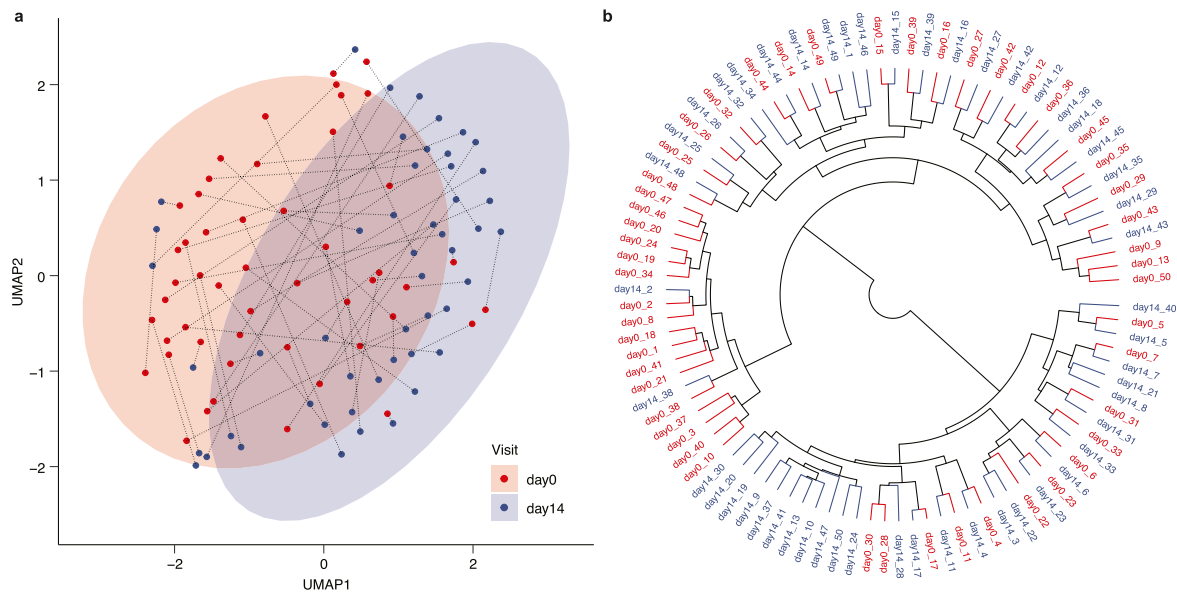 a
b
UMAP2
2
1
0
−1
−2
−2
0
2
UMAP1
Visit
day0
day14
day14_15
day0_39
day14_39
day0_16
day14_16
day0_27
day14_27
day0_42
day14_42
day0_12
day14_12
day0_36
day14_36
day14_18
day0_45
day14_45
day0_35
day14_35
day0_29
day14_29
day0_43
day14_43
day0_9
day0_13
day0_50
day14_40
day0_5
day14_5
day0_7
day14_7
day14_21
day14_8
day0_31
day14_31
day0_33
day14_33
day0_6
day14_6
day0_23
day14_23
day0_22
day14_22
day14_3
day0_4
day14_4
day0_11
day14_11
day0_17
day14_17
day14_28
day0_28
day0_30
day14_24
day14_50
day14_47
day14_10
day14_13
day14_41
day14_37
day14_9
day14_19
day14_20
day14_30
day0_10
day0_40
day0_3
day0_37
day0_38
day14_38
day0_21
day0_41
day0_1
day0_18
day0_8
day0_2
day14_2
day0_34
day0_19
day0_24
day0_20
day0_46
day0_47
day0_48
day14_48
day0_25
day14_25
day0_26
day14_26
day0_32
day14_32
day14_34
day0_44
day14_44
day0_14
day14_14
day0_49
day14_49
day14_1
day14_46
day0_15